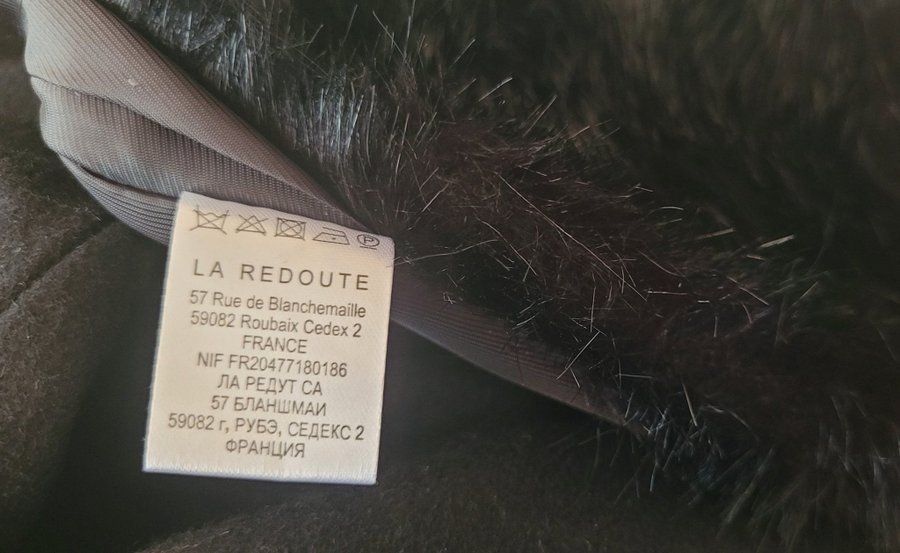 LA REDOUTE
57 Rue de Blanchemaille
59082 Roubaix Cedex 2
FRANCE
NIF FR20477180186
ЛА РЕДУТ СА
57 БЛАНШМАИ
59082 г, РУБЭ, СЕДЕКС 2
ФРАНЦИЯ